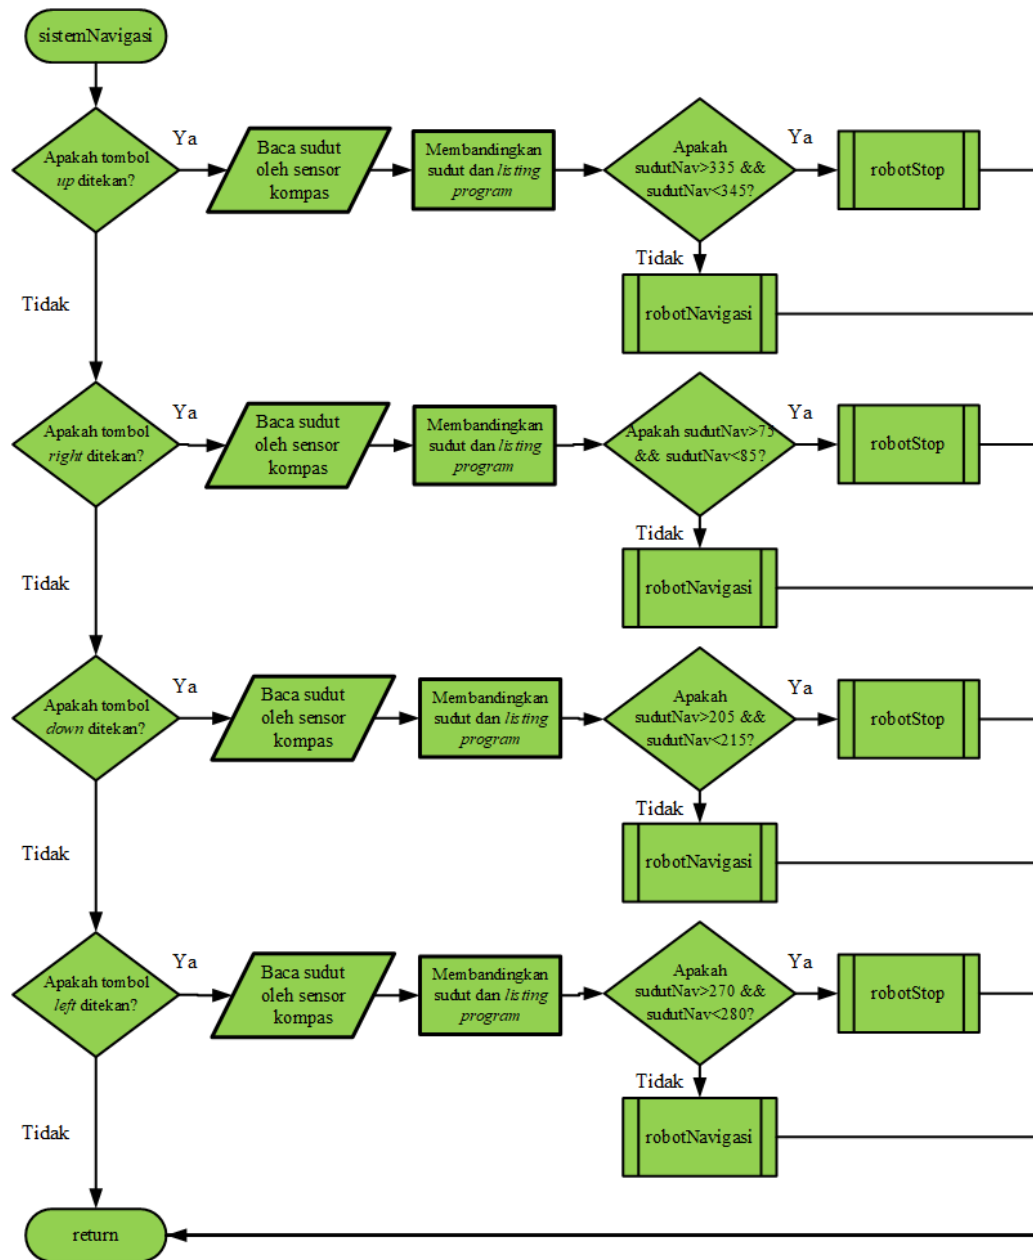 sistemNavigasi
Apakah tombol
up ditekan?
Ya
Baca sudut
oleh sensor
kompas
Membandingkan
sudut dan listing
program
Apakah
sudutNav>335 &&
sudutNav<345?
Ya
robotStop
Tidak
robotNavigasi
Tidak
Apakah tombol
right ditekan?
Ya
Baca sudut
oleh sensor
kompas
Membandingkan
sudut dan listing
program
Apakah sudutNav>75
&& sudutNav<85?
Ya
robotStop
Tidak
robotNavigasi
Tidak
Apakah tombol
down ditekan?
Ya
Baca sudut
oleh sensor
kompas
Membandingkan
sudut dan listing
program
Apakah
sudutNav>205 &&
sudutNav<215?
Ya
robotStop
Tidak
robotNavigasi
Tidak
Apakah tombol
left ditekan?
Ya
Baca sudut
oleh sensor
kompas
Membandingkan
sudut dan listing
program
Apakah
sudutNav>270 &&
sudutNav<280?
Ya
robotStop
Tidak
robotNavigasi
Tidak
return